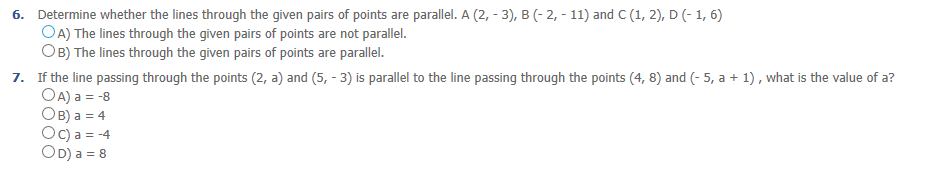 6. Determine whether the lines through the given pairs of points are parallel. A (2, - 3), B (- 2, - 11) and C (1, 2), D (- 1, 6)
A) The lines through the given pairs of points are not parallel.
B) The lines through the given pairs of points are parallel.
7. If the line passing through the points (2, a) and (5, - 3) is parallel to the line passing through the points (4, 8) and (- 5, a + 1) , what is the value of a?
A) a = -8
B) a = 4
C) a = -4
D) a = 8